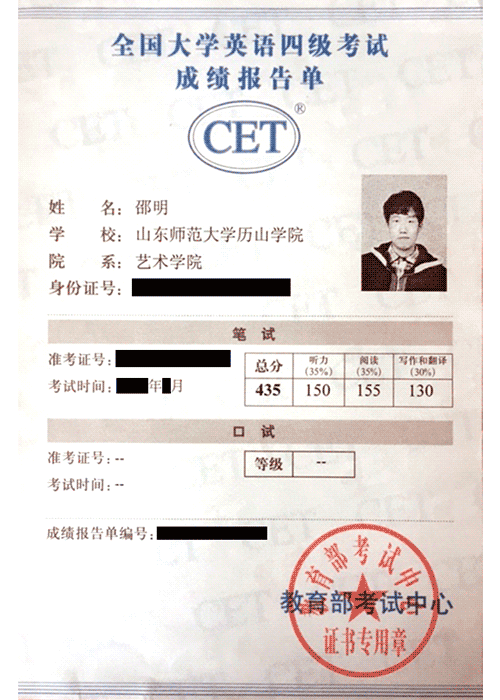 全国大学英语四级考试
成绩报告单
CET®
姓 名：邵明
学 校：山东师范大学历山学院
院 系：艺术学院
身份证号：
笔 试
准考证号：
考试时间： 年 月
总分 听力(35%) 阅读(35%) 写作和翻译(30%)
435 150 155 130
口 试
准考证号：--
考试时间：--
等级 --
成绩报告单编号：
教育部考试中心
教育部考试中心
证书专用章